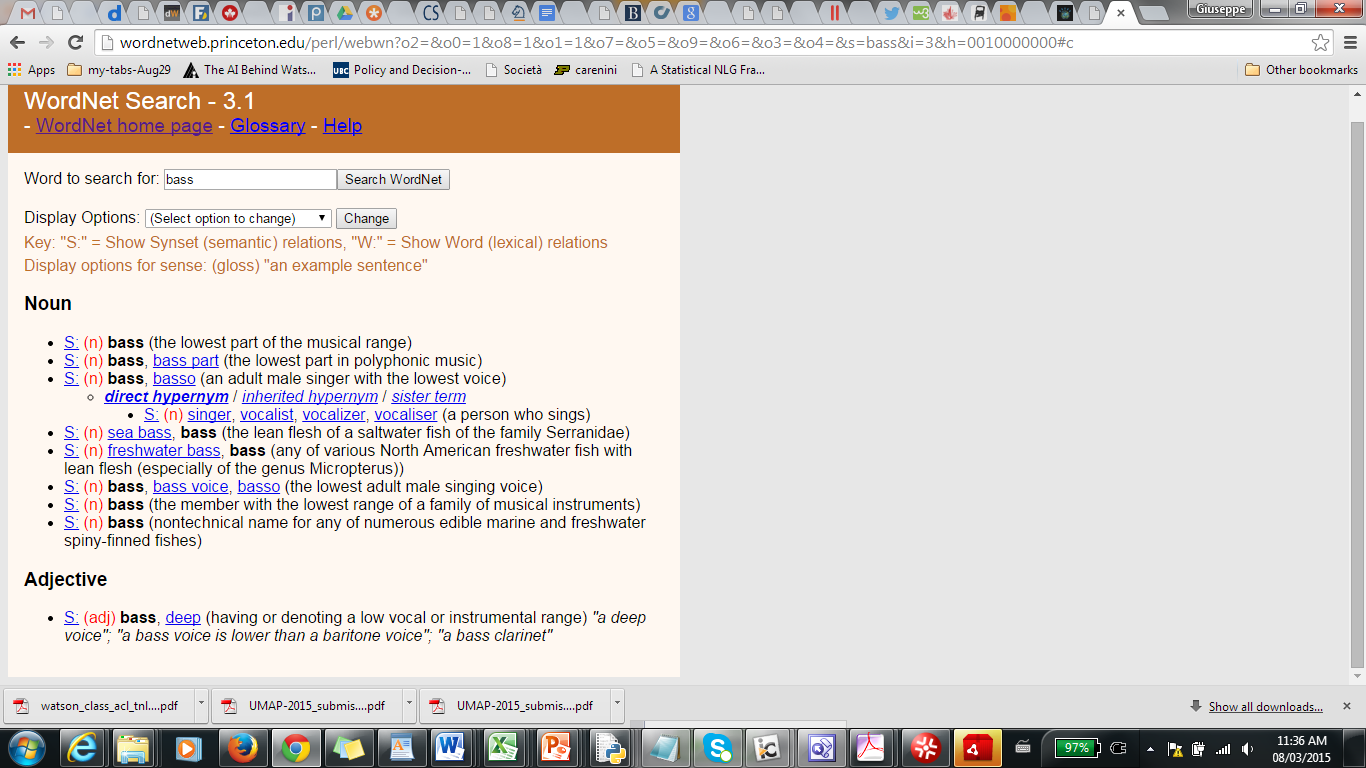 Giuseppe
wordnetweb.princeton.edu/perl/webwn?o2=&o0=1&o8=1&o1=1&o7=&o5=&o9=&o6=&o3=&o4=&s=bass&i=3&h=0010000000#c
Apps my-tabs-Aug29 The AI Behind Wats... UBC Policy and Decision-... Società carenini A Statistical NLG Fra... Other bookmarks
WordNet Search - 3.1
- WordNet home page - Glossary - Help
Word to search for: bass Search WordNet
Display Options: (Select option to change) Change
Key: "S:" = Show Synset (semantic) relations, "W:" = Show Word (lexical) relations
Display options for sense: (gloss) "an example sentence"
Noun
• S: (n) bass (the lowest part of the musical range)
• S: (n) bass, bass part (the lowest part in polyphonic music)
• S: (n) bass, basso (an adult male singer with the lowest voice)
◦ direct hypernym / inherited hypernym / sister term
• S: (n) singer, vocalist, vocalizer, vocaliser (a person who sings)
• S: (n) sea bass, bass (the lean flesh of a saltwater fish of the family Serranidae)
• S: (n) freshwater bass, bass (any of various North American freshwater fish with
lean flesh (especially of the genus Micropterus))
• S: (n) bass, bass voice, basso (the lowest adult male singing voice)
• S: (n) bass (the member with the lowest range of a family of musical instruments)
• S: (n) bass (nontechnical name for any of numerous edible marine and freshwater
spiny-finned fishes)
Adjective
• S: (adj) bass, deep (having or denoting a low vocal or instrumental range) "a deep
voice"; "a bass voice is lower than a baritone voice"; "a bass clarinet"
watson_class_acl_tnl....pdf UMAP-2015_submis....pdf UMAP-2015_submis....pdf Show all downloads...
97% 11:36 AM
08/03/2015